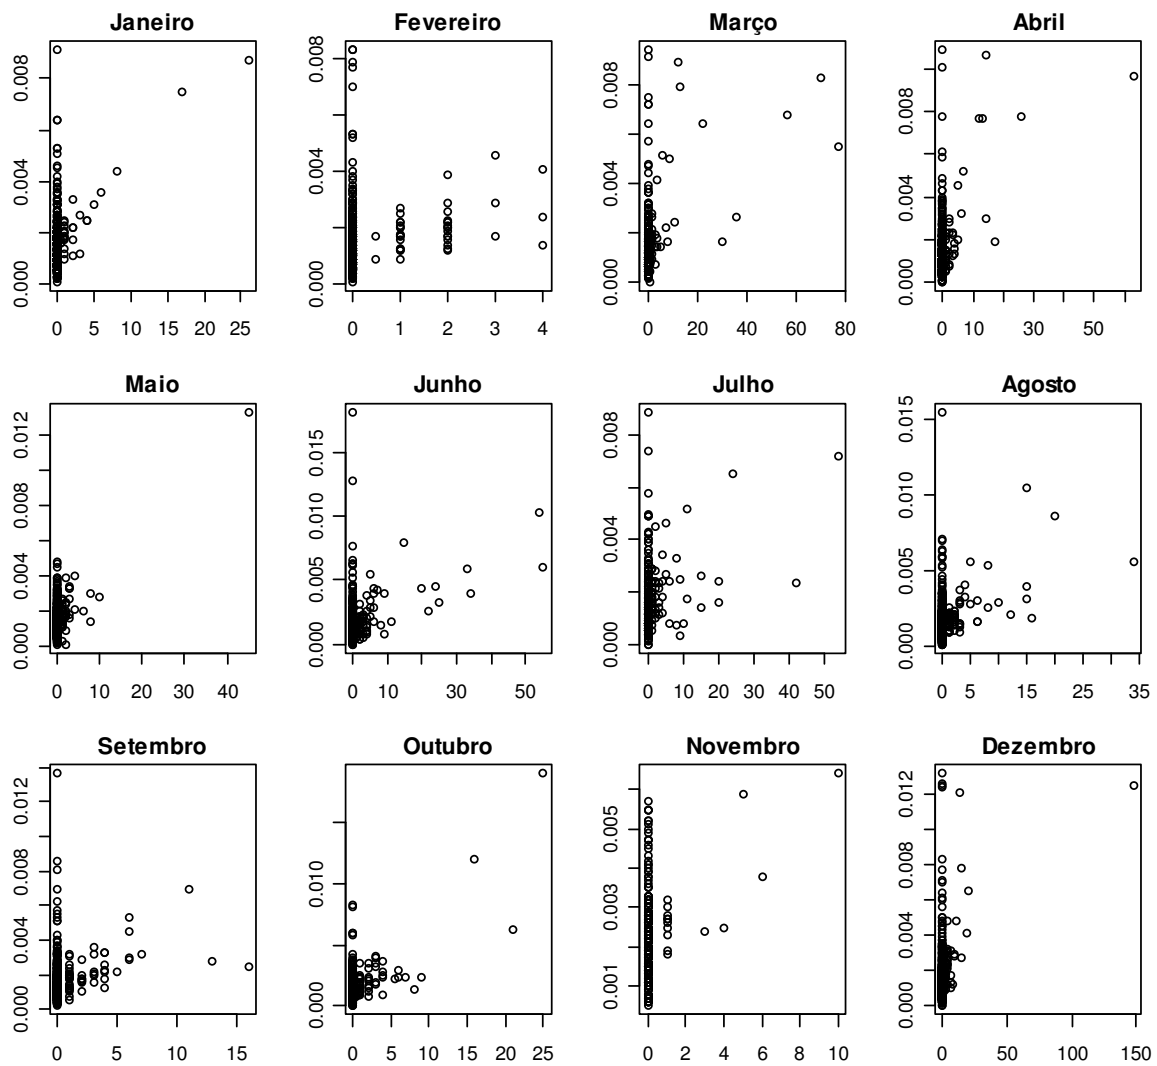 Janeiro Fevereiro Março Abril
0.000 0.004 0.008
0 5 10 15 20 25
0.000 0.004 0.008
0 1 2 3 4
0.000 0.004 0.008
0 20 40 60 80
0.000 0.004 0.008
0 10 30 50
Maio Junho Julho Agosto
0.000 0.004 0.008 0.012
0 10 20 30 40
0.000 0.005 0.010 0.015
0 10 30 50
0.000 0.004 0.008
0 10 20 30 40 50
0.000 0.005 0.010 0.015
0 5 15 25 35
Setembro Outubro Novembro Dezembro
0.000 0.004 0.008 0.012
0 5 10 15
0.000 0.010
0 5 10 15 20 25
0.001 0.003 0.005
0 2 4 6 8 10
0.000 0.004 0.008 0.012
0 50 100 150